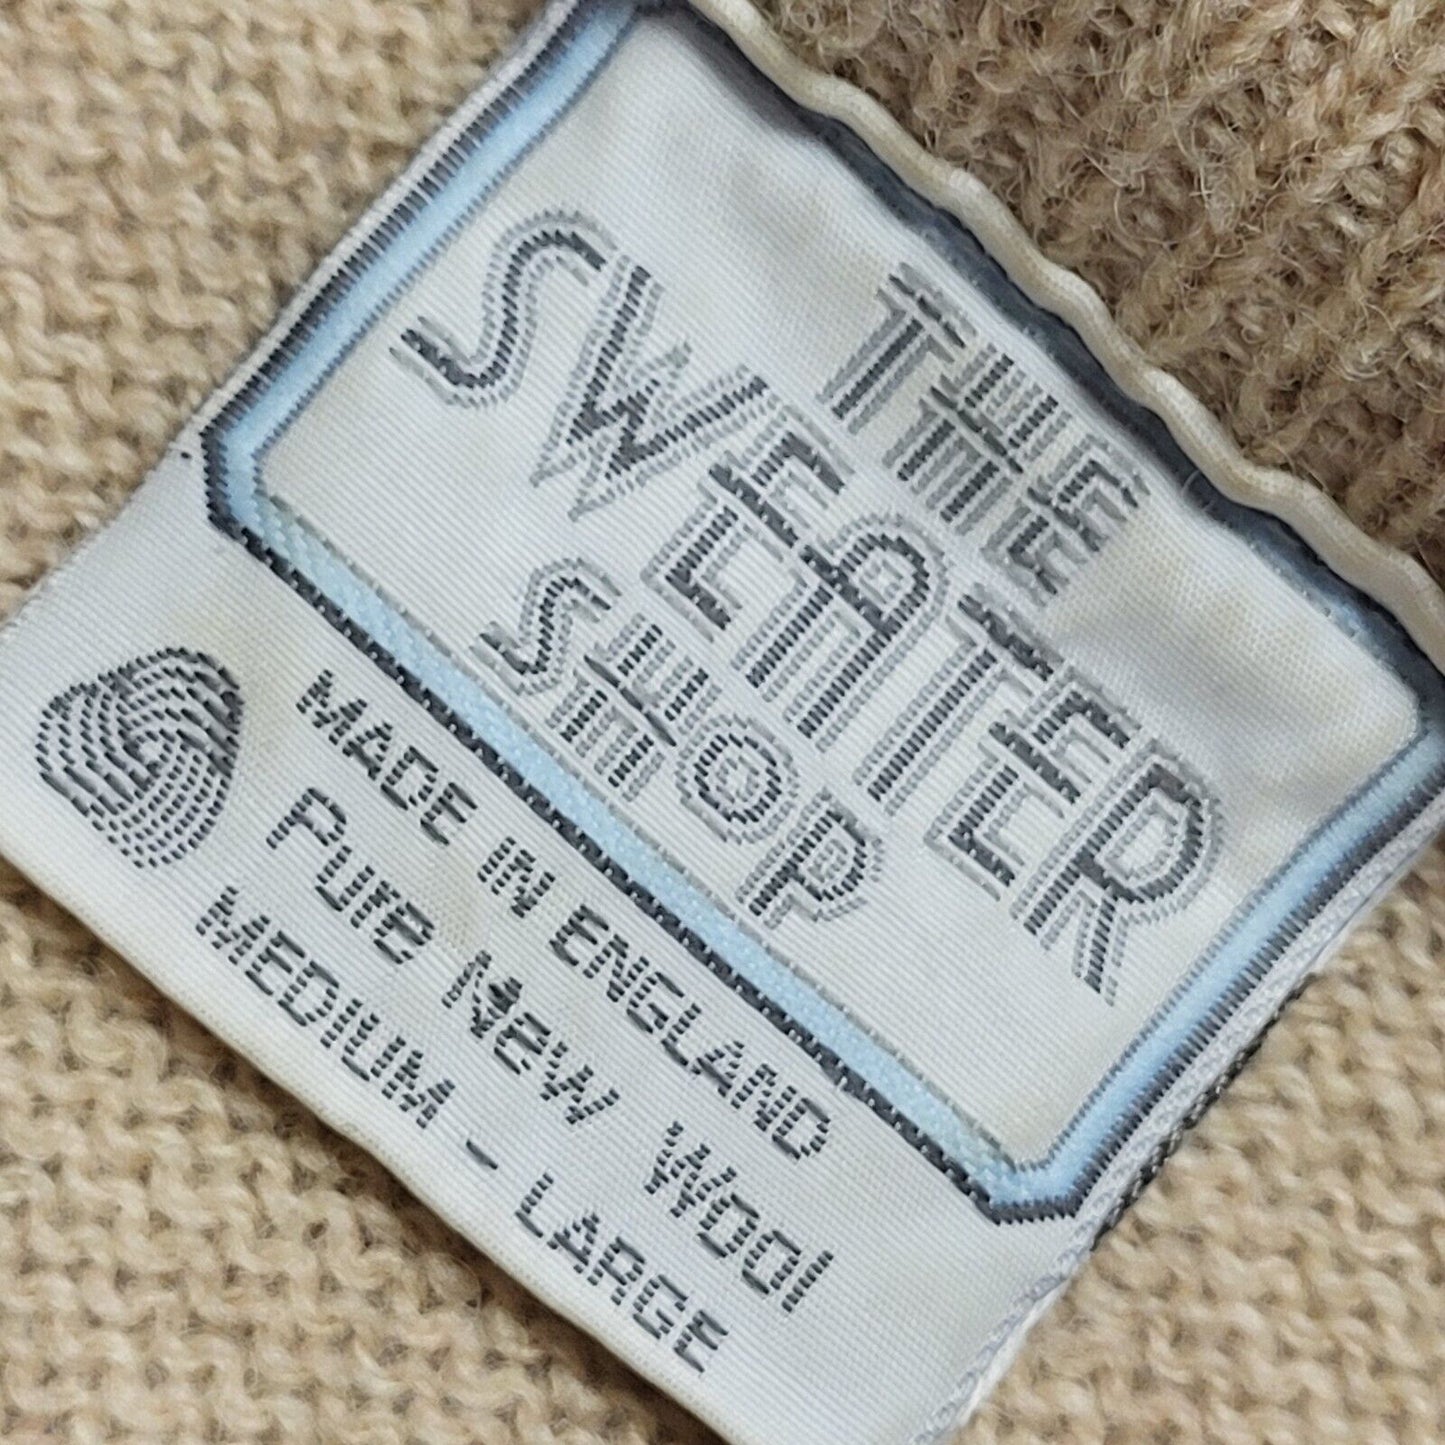 THE
SWEATER
SHOP
MADE IN ENGLAND
Pure New Wool
MEDIUM - LARGE